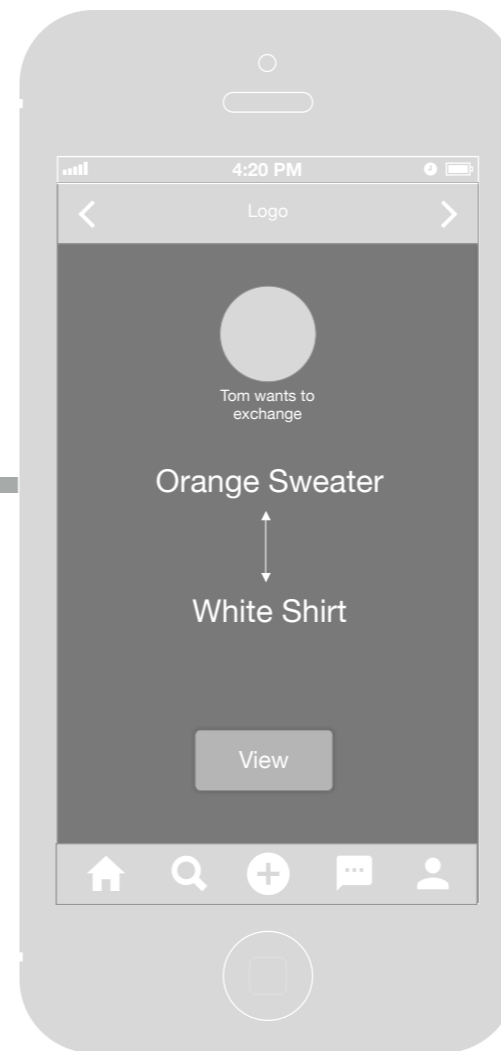 4:20 PM
Logo
Tom wants to
exchange
Orange Sweater
White Shirt
View